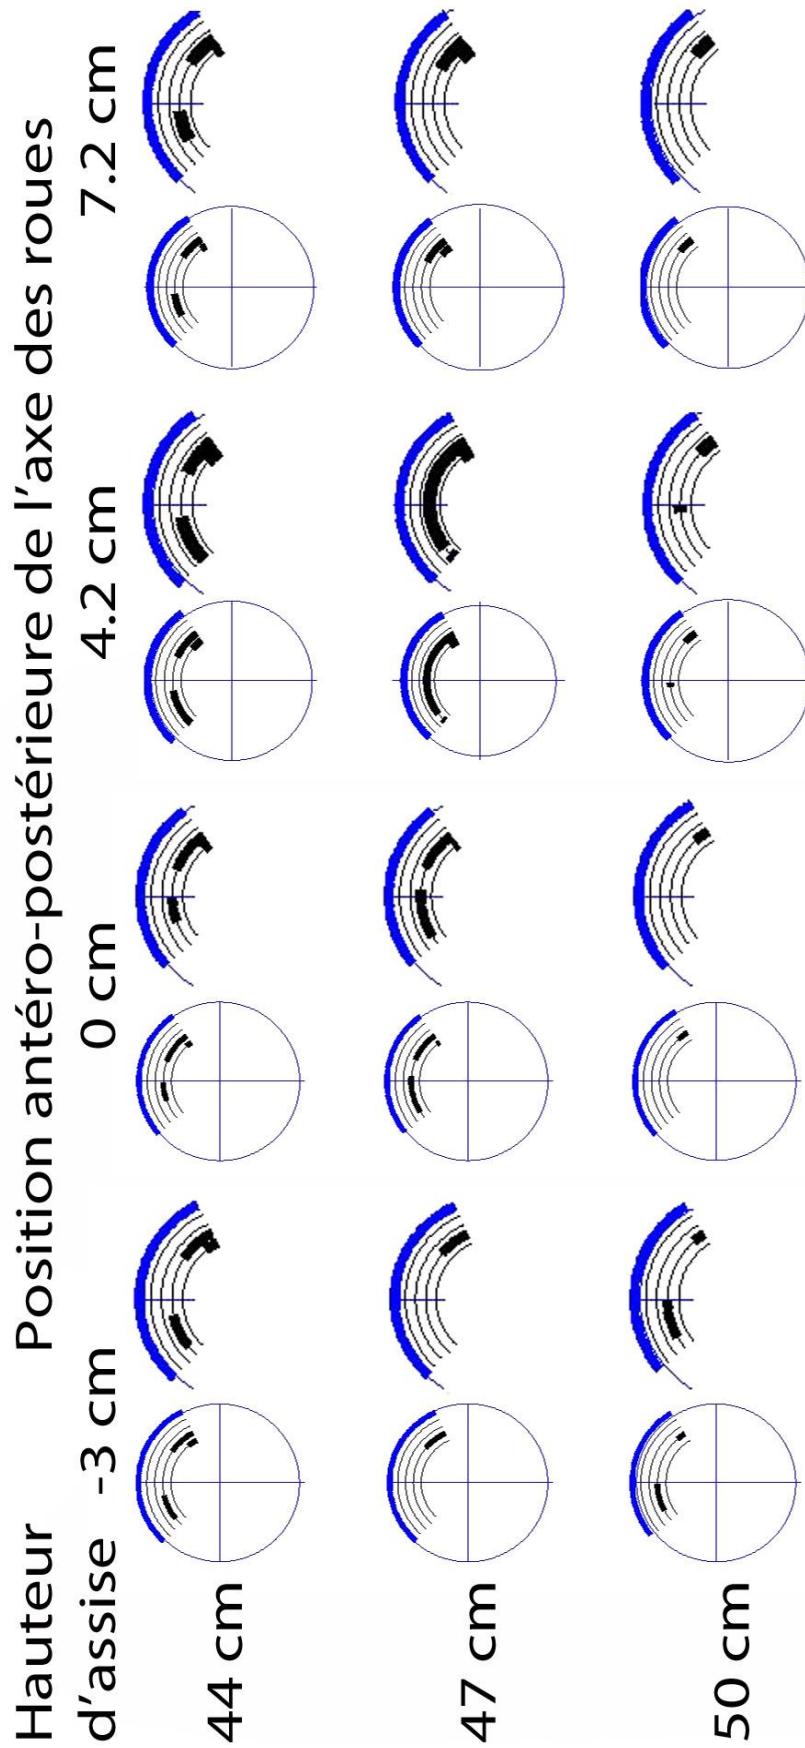 Position antéro-postérieure de l'axe des roues
Hauteur
d'assise -3 cm 0 cm 4.2 cm 7.2 cm
44 cm
47 cm
50 cm